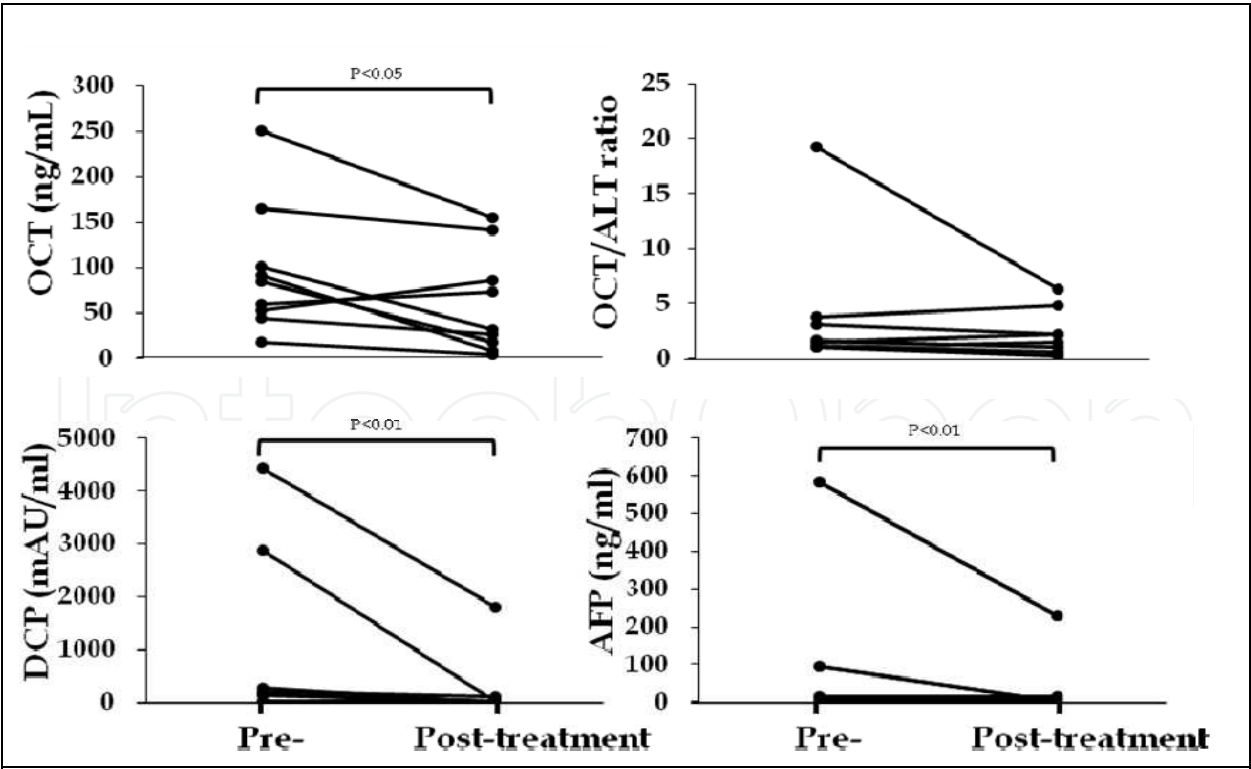 P<0.05
OCT (ng/mL)
300
250
200
150
100
50
0
OCT/ALT ratio
25
20
15
10
5
0
IntechOpen
P<0.01
DCP (mAU/ml)
5000
4000
3000
2000
1000
0
Pre-
Post-treatment
P<0.01
AFP (ng/ml)
700
600
500
400
300
200
100
0
Pre-
Post-treatment